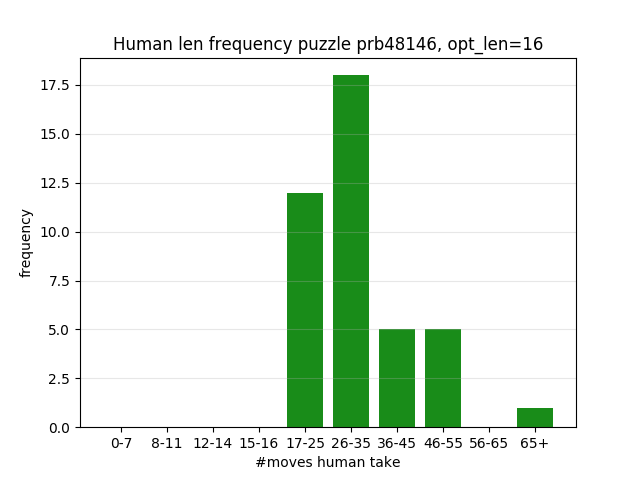 Human len frequency puzzle prb48146, opt_len=16
17.5
15.0
12.5
10.0
7.5
5.0
2.5
0.0
frequency
0-7 8-11 12-14 15-16 17-25 26-35 36-45 46-55 56-65 65+
#moves human take